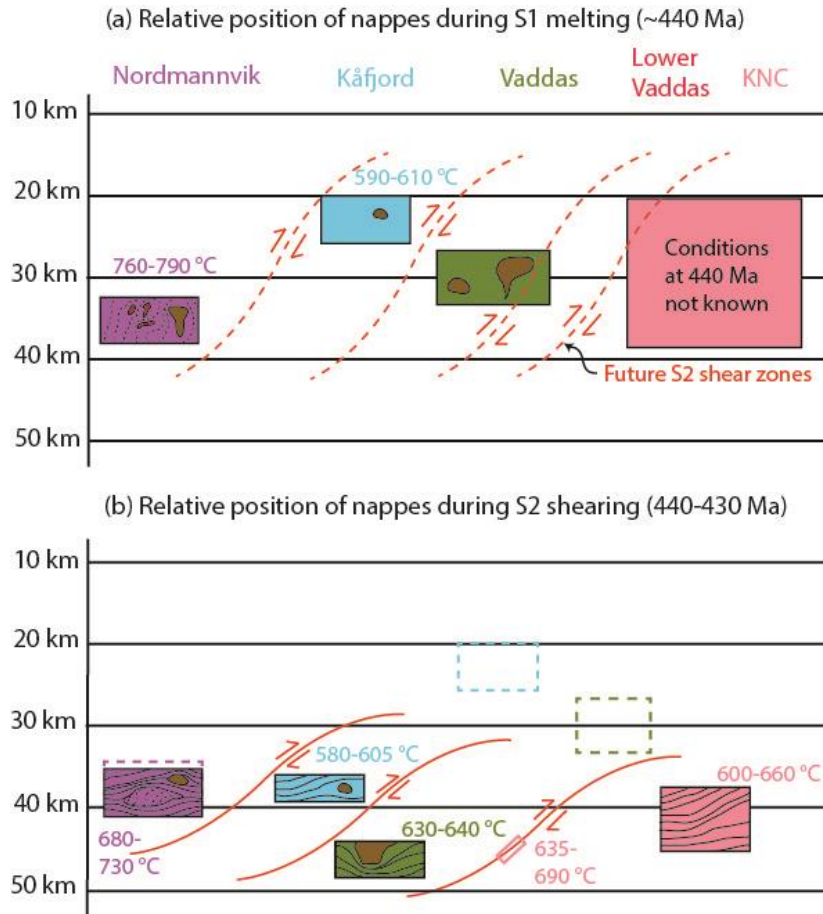 (a) Relative position of nappes during S1 melting (~440 Ma)
Nordmannvik
Kåfjord
Vaddas
Lower
Vaddas
KNC
10 km
20 km
590-610 °C
30 km
760-790 °C
Conditions
at 440 Ma
not known
40 km
Future S2 shear zones
50 km
(b) Relative position of nappes during S2 shearing (440-430 Ma)
10 km
20 km
30 km
580-605 °C
600-660 °C
40 km
680-
730 °C
630-640 °C
635-
690 °C
50 km